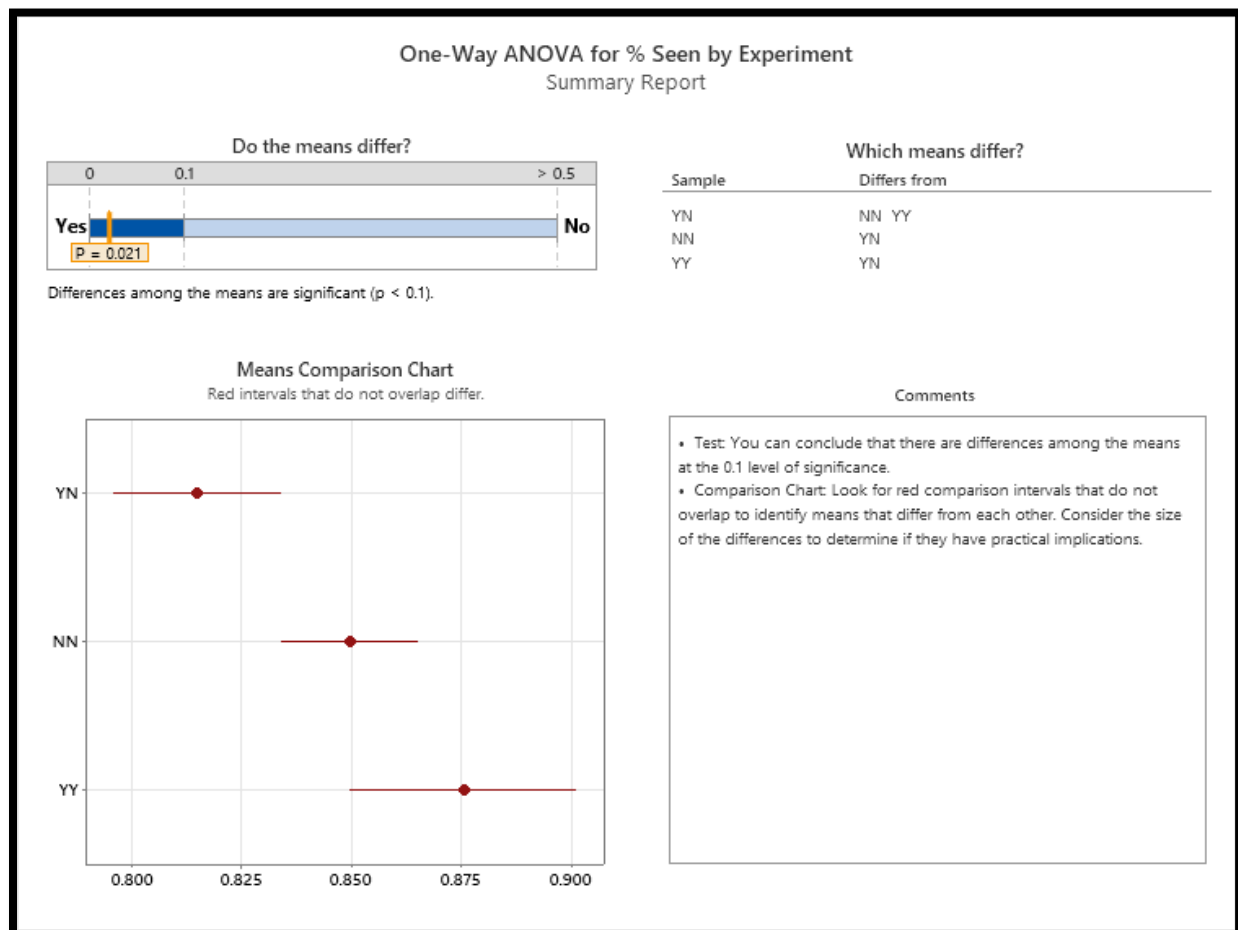 One-Way ANOVA for % Seen by Experiment
Summary Report
Do the means differ?
0 0.1 > 0.5
Yes No
P = 0.021
Differences among the means are significant (p < 0.1).
Which means differ?
Sample Differs from
YN NN YY
NN YN
YY YN
Means Comparison Chart
Red intervals that do not overlap differ.
YN
NN
YY
0.800 0.825 0.850 0.875 0.900
Comments
• Test: You can conclude that there are differences among the means
at the 0.1 level of significance.
• Comparison Chart: Look for red comparison intervals that do not
overlap to identify means that differ from each other. Consider the size
of the differences to determine if they have practical implications.